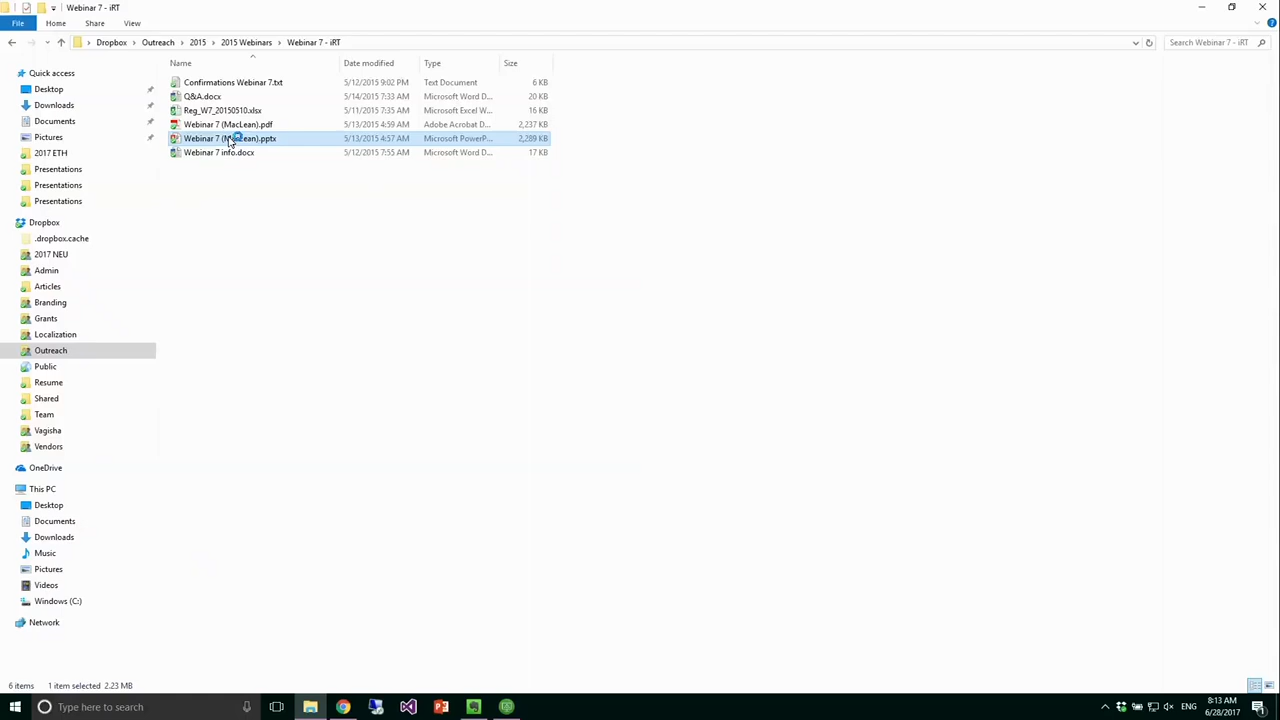 Webinar 7 - iRT
File Home Share View
Dropbox Outreach 2015 2015 Webinars Webinar 7 - iRT Search Webinar 7 - iRT
Name Date modified Type Size
Quick access
Desktop
Downloads
Documents
Pictures
2017 ETH
Presentations
Presentations
Presentations
Dropbox
.dropbox.cache
2017 NEU
Admin
Articles
Branding
Grants
Localization
Outreach
Public
Resume
Shared
Team
Vagisha
Vendors
OneDrive
This PC
Desktop
Documents
Downloads
Music
Pictures
Videos
Windows (C:)
Network
Confirmations Webinar 7.txt 5/12/2015 9:02 PM Text Document 6 KB
Q&A.docx 5/14/2015 7:33 AM Microsoft Word D... 20 KB
Reg_W7_20150510.xlsx 5/11/2015 7:35 AM Microsoft Excel W... 16 KB
Webinar 7 (MacLean).pdf 5/13/2015 4:59 AM Adobe Acrobat D... 2,237 KB
Webinar 7 (MacLean).pptx 5/13/2015 4:57 AM Microsoft PowerP... 2,289 KB
Webinar 7 info.docx 5/12/2015 7:55 AM Microsoft Word D... 17 KB
6 items 1 item selected 2.23 MB
Type here to search
ENG
8:13 AM
6/28/2017